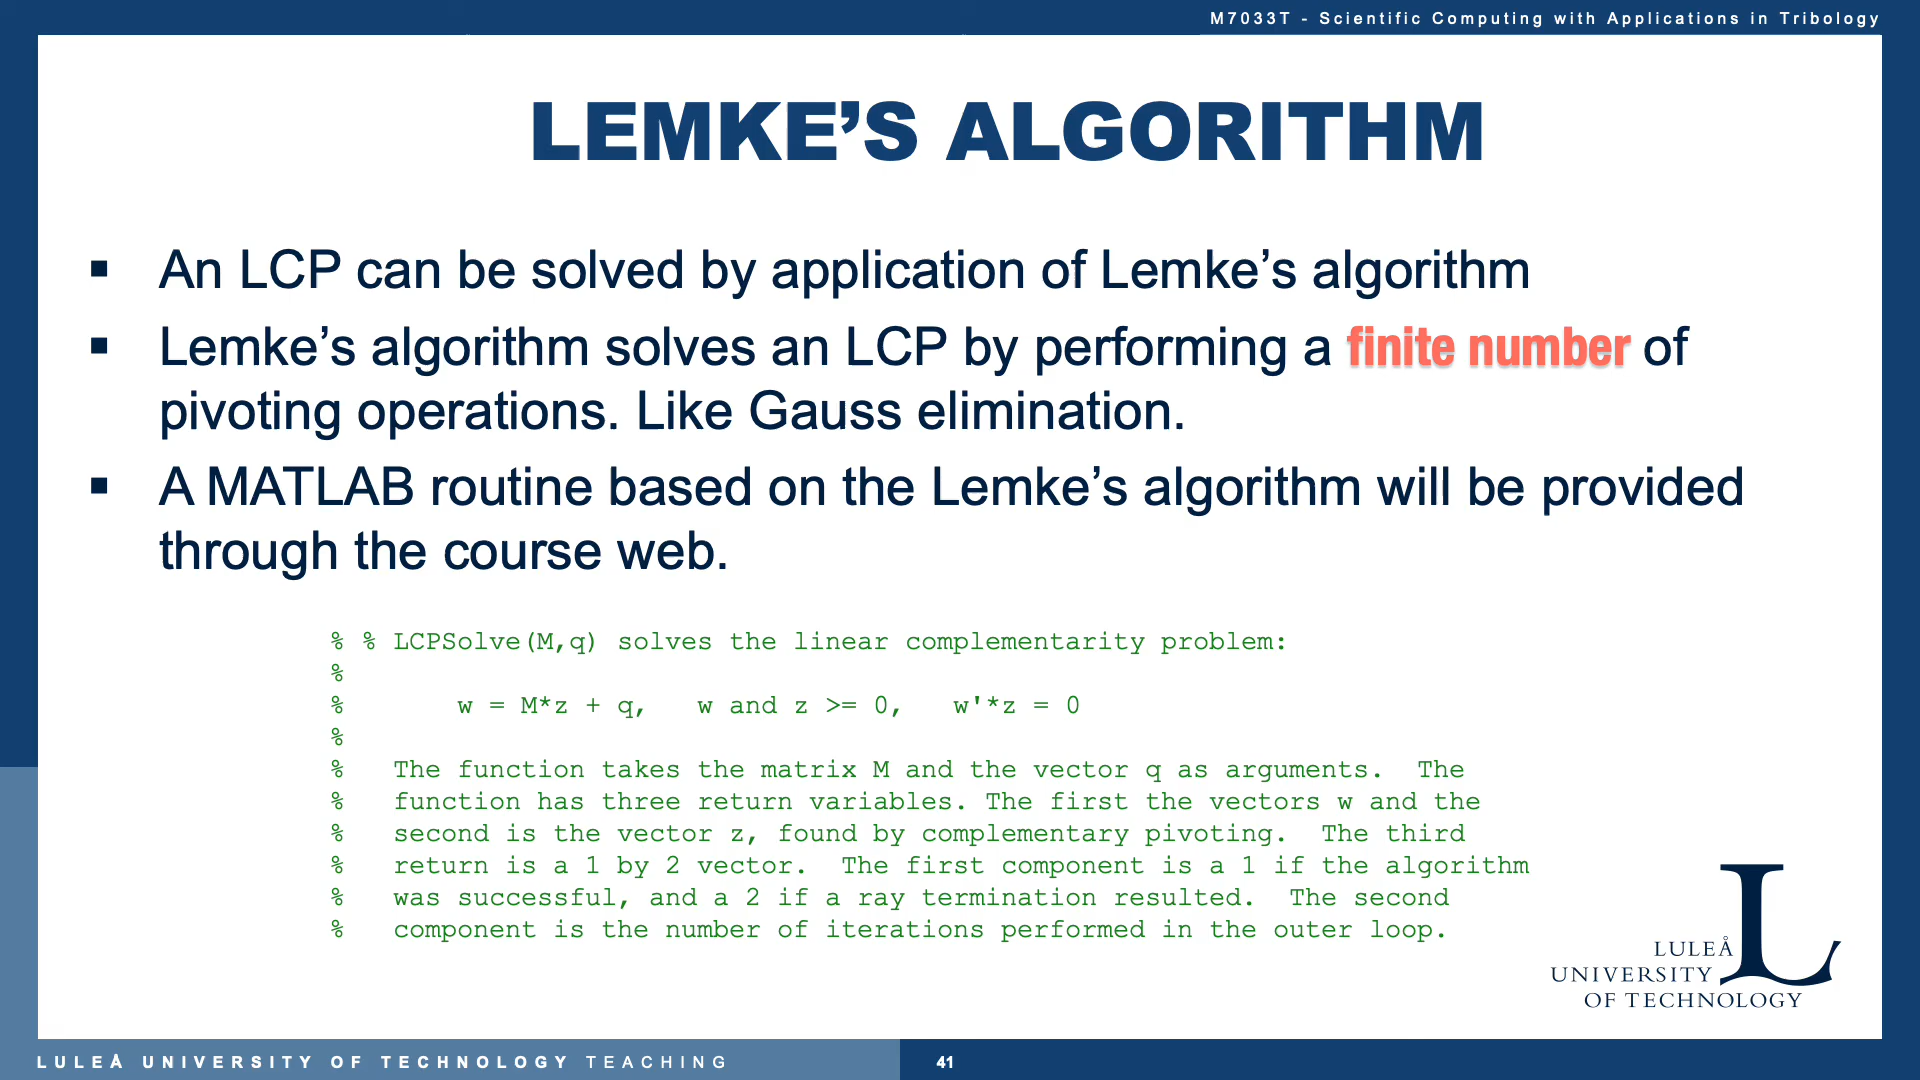 M7033T - Scientific Computing with Applications in Tribology
LEMKE’S ALGORITHM
▪ An LCP can be solved by application of Lemke’s algorithm
▪ Lemke’s algorithm solves an LCP by performing a finite number of
pivoting operations. Like Gauss elimination.
▪ A MATLAB routine based on the Lemke’s algorithm will be provided
through the course web.
% % LCPSolve(M,q) solves the linear complementarity problem:
%
%       w = M*z + q,   w and z >= 0,   w'*z = 0
%
%   The function takes the matrix M and the vector q as arguments.  The
%   function has three return variables. The first the vectors w and the
%   second is the vector z, found by complementary pivoting.  The third
%   return is a 1 by 2 vector.  The first component is a 1 if the algorithm
%   was successful, and a 2 if a ray termination resulted.  The second
%   component is the number of iterations performed in the outer loop.
L
LULEÅ
UNIVERSITY
OF TECHNOLOGY
LULEÅ UNIVERSITY OF TECHNOLOGY TEACHING
41